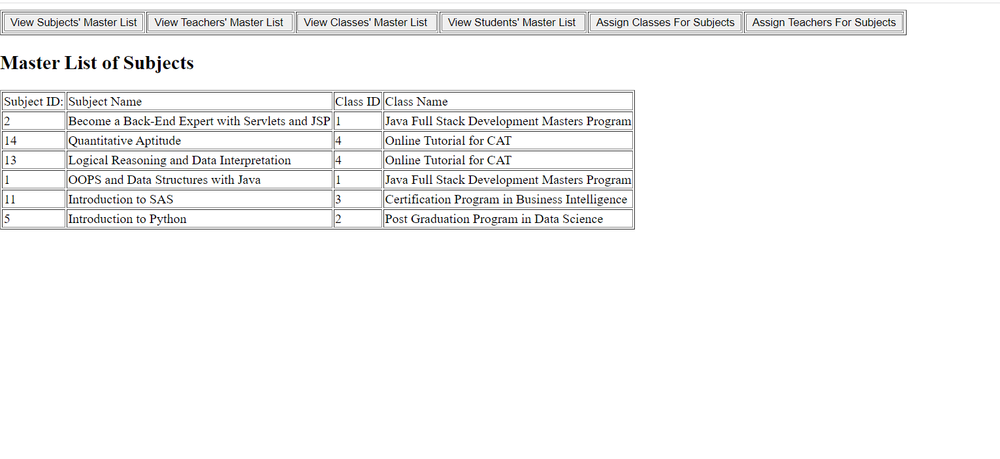 View Subjects' Master List View Teachers' Master List View Classes' Master List View Students' Master List Assign Classes For Subjects Assign Teachers For Subjects
Master List of Subjects
Subject ID: Subject Name Class ID Class Name
2 Become a Back-End Expert with Servlets and JSP 1 Java Full Stack Development Masters Program
14 Quantitative Aptitude 4 Online Tutorial for CAT
13 Logical Reasoning and Data Interpretation 4 Online Tutorial for CAT
1 OOPS and Data Structures with Java 1 Java Full Stack Development Masters Program
11 Introduction to SAS 3 Certification Program in Business Intelligence
5 Introduction to Python 2 Post Graduation Program in Data Science